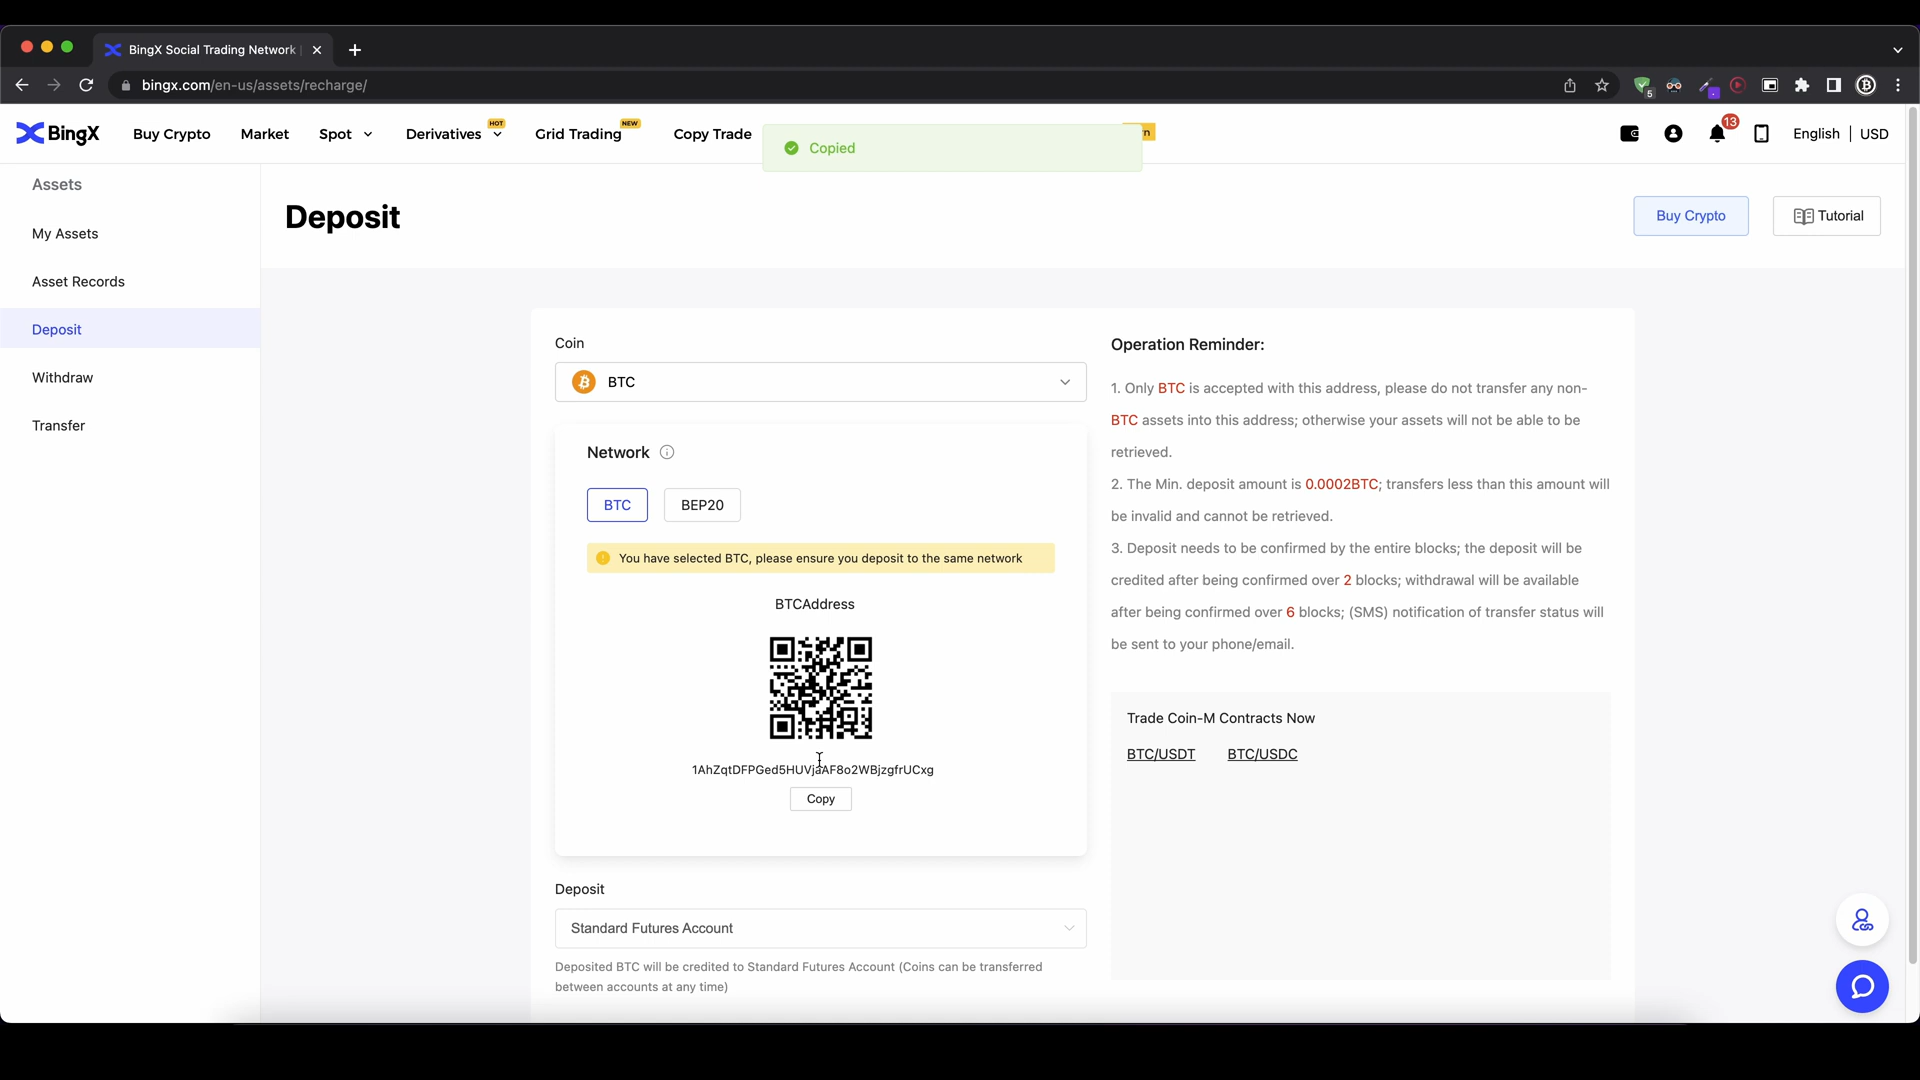 BingX Social Trading Network |
bingx.com/en-us/assets/recharge/
5
BingX
Buy Crypto
Market
Spot
Derivatives
HOT
Grid Trading
NEW
Copy Trade
Copied
13
English | USD
Assets
My Assets
Asset Records
Deposit
Withdraw
Transfer
Deposit
Buy Crypto
Tutorial
Coin
BTC
Network
BTC
BEP20
You have selected BTC, please ensure you deposit to the same network
BTCAddress
1AhZqtDFPGed5HUVjaAF8o2WBjzgfrUCxg
Copy
Deposit
Standard Futures Account
Deposited BTC will be credited to Standard Futures Account (Coins can be transferred
between accounts at any time)
Operation Reminder:
1. Only BTC is accepted with this address, please do not transfer any non-
BTC assets into this address; otherwise your assets will not be able to be
retrieved.
2. The Min. deposit amount is 0.0002BTC; transfers less than this amount will
be invalid and cannot be retrieved.
3. Deposit needs to be confirmed by the entire blocks; the deposit will be
credited after being confirmed over 2 blocks; withdrawal will be available
after being confirmed over 6 blocks; (SMS) notification of transfer status will
be sent to your phone/email.
Trade Coin-M Contracts Now
BTC/USDT
BTC/USDC